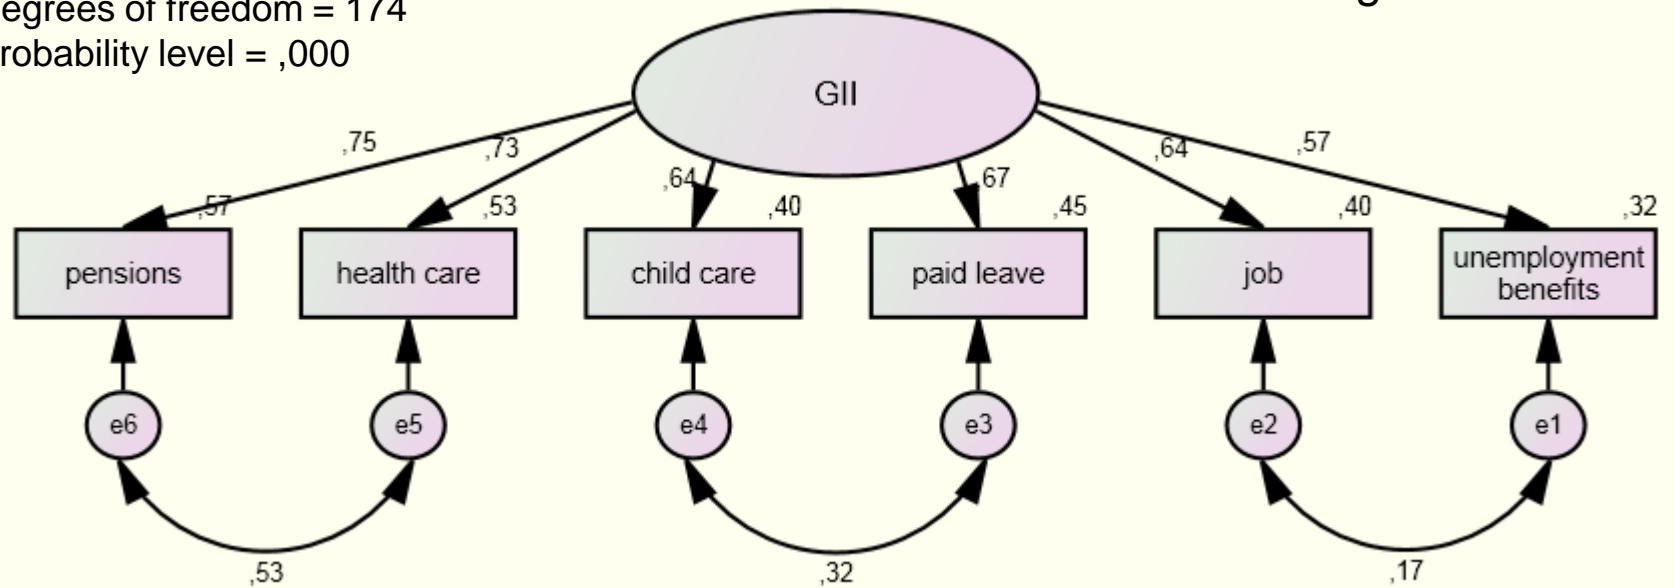 egrees of freedom = 174
robability level = ,000
g
GII
,75
,73
,64
,67
,64
,57
,57
,53
,40
,45
,40
,32
pensions
health care
child care
paid leave
job
unemployment
benefits
e6
e5
e4
e3
e2
e1
,53
,32
,17